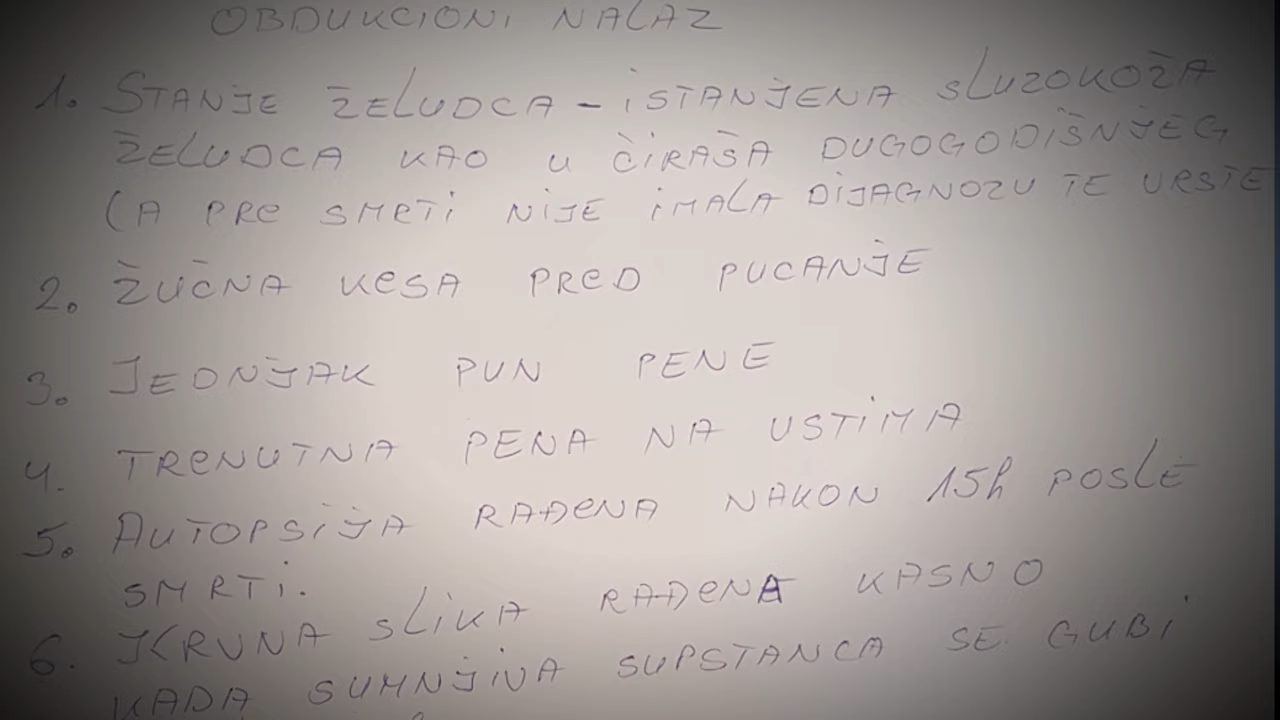 OBDUKCIONI NALAZ
1. STANJE ŽELUDCA - ISTANJENA SLUZOKOŽA
ŽELUDCA KAO U ČIRAŠA DUGOGODIŠNJEG
(A PRE SMRTI NIJE IMALA DIJAGNOZU TE VRSTE
2. ŽUČNA KESA PRED PUCANJE
3. JEDNJAK PUN PENE
4. TRENUTNA PENA NA USTIMA
5. AUTOPSIJA RAĐENA NAKON 15h POSLE
SMRTI.
6. KRVNA SLIKA RAĐENA KASNO
KADA SUMNJIVA SUPSTANCA SE GUBI